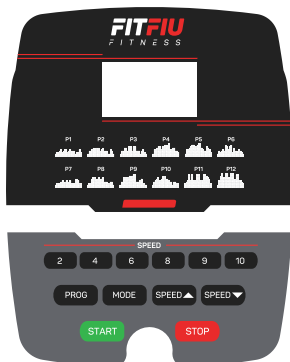 FITFIU
FITNESS
P1 P2 P3 P4 P5 P6
P7 P8 P9 P10 P11 P12
SPEED
2 4 6 8 9 10
PROG MODE SPEED▲ SPEED▼
START STOP